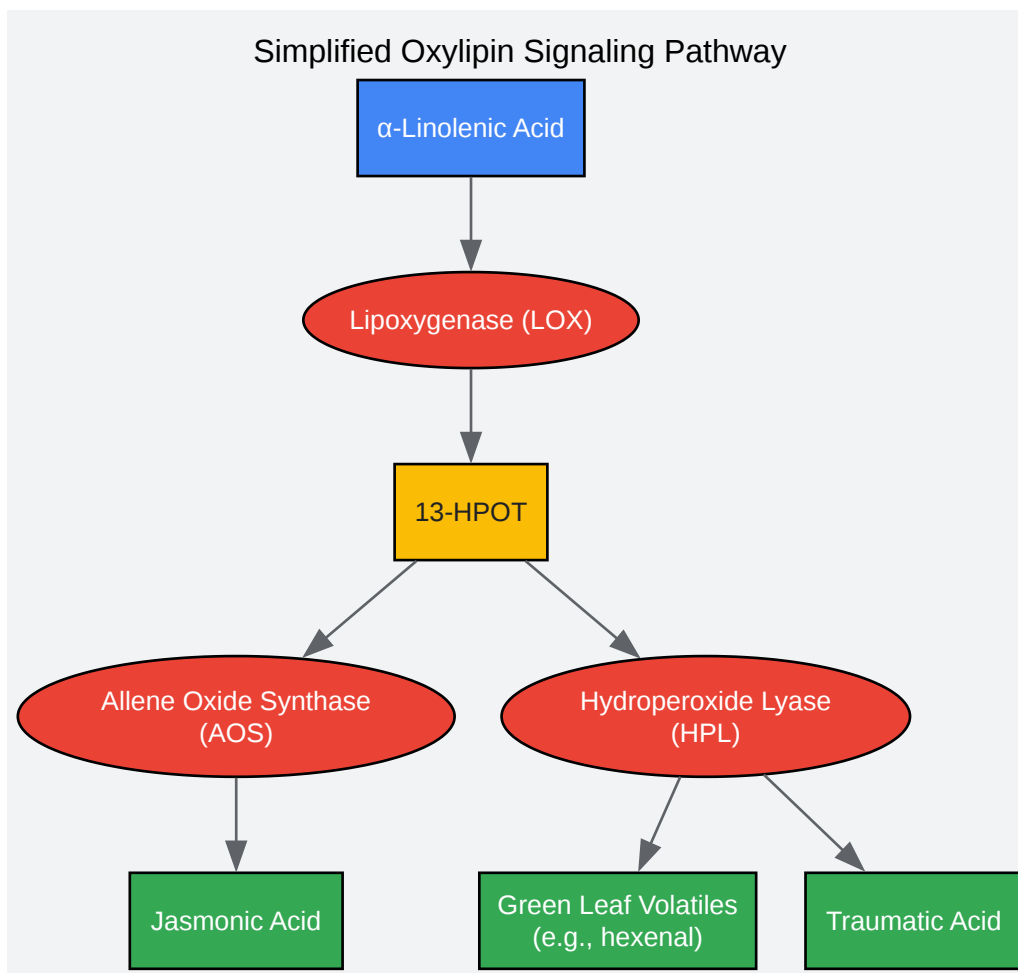 Simplified Oxylipin Signaling Pathway
α-Linolenic Acid
Lipoxygenase (LOX)
13-HPOT
Allene Oxide Synthase
(AOS)
Hydroperoxide Lyase
(HPL)
Jasmonic Acid
Green Leaf Volatiles
(e.g., hexenal)
Traumatic Acid